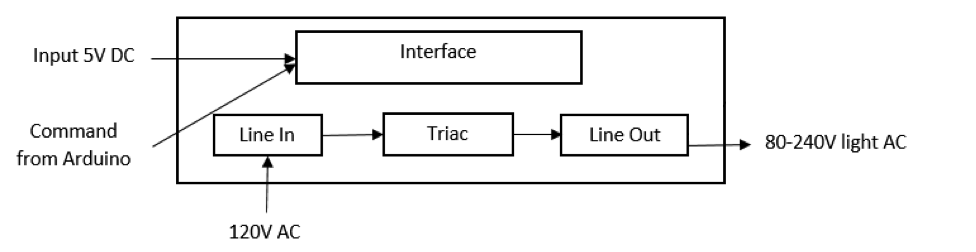 Input 5V DC
Interface
Command
from Arduino
Line In
Triac
Line Out
80-240V light AC
120V AC